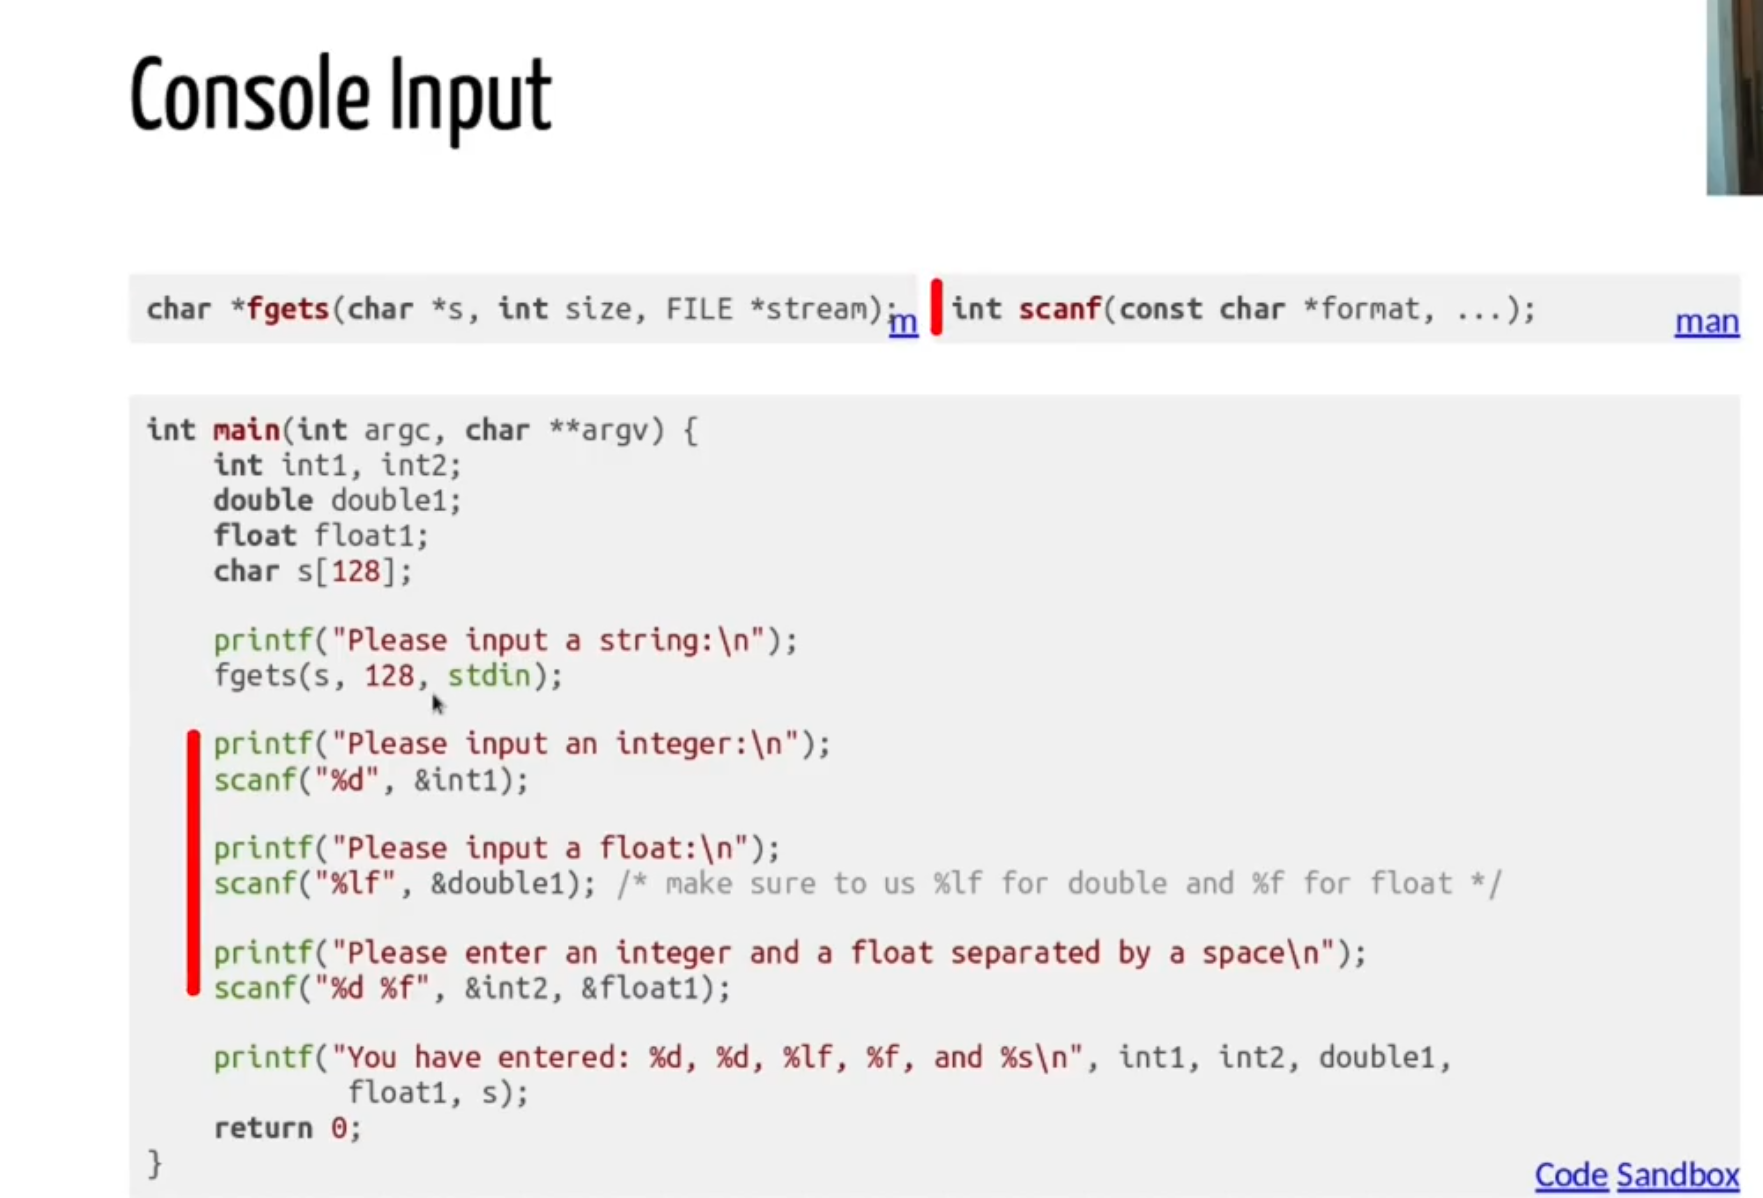 Console Input
char *fgets(char *s, int size, FILE *stream);
m
int scanf(const char *format, ...);
man
int main(int argc, char **argv) {
    int int1, int2;
    double double1;
    float float1;
    char s[128];

    printf("Please input a string:\n");
    fgets(s, 128, stdin);

    printf("Please input an integer:\n");
    scanf("%d", &int1);

    printf("Please input a float:\n");
    scanf("%lf", &double1); /* make sure to us %lf for double and %f for float */

    printf("Please enter an integer and a float separated by a space\n");
    scanf("%d %f", &int2, &float1);

    printf("You have entered: %d, %d, %lf, %f, and %s\n", int1, int2, double1,
            float1, s);
    return 0;
}
Code Sandbox